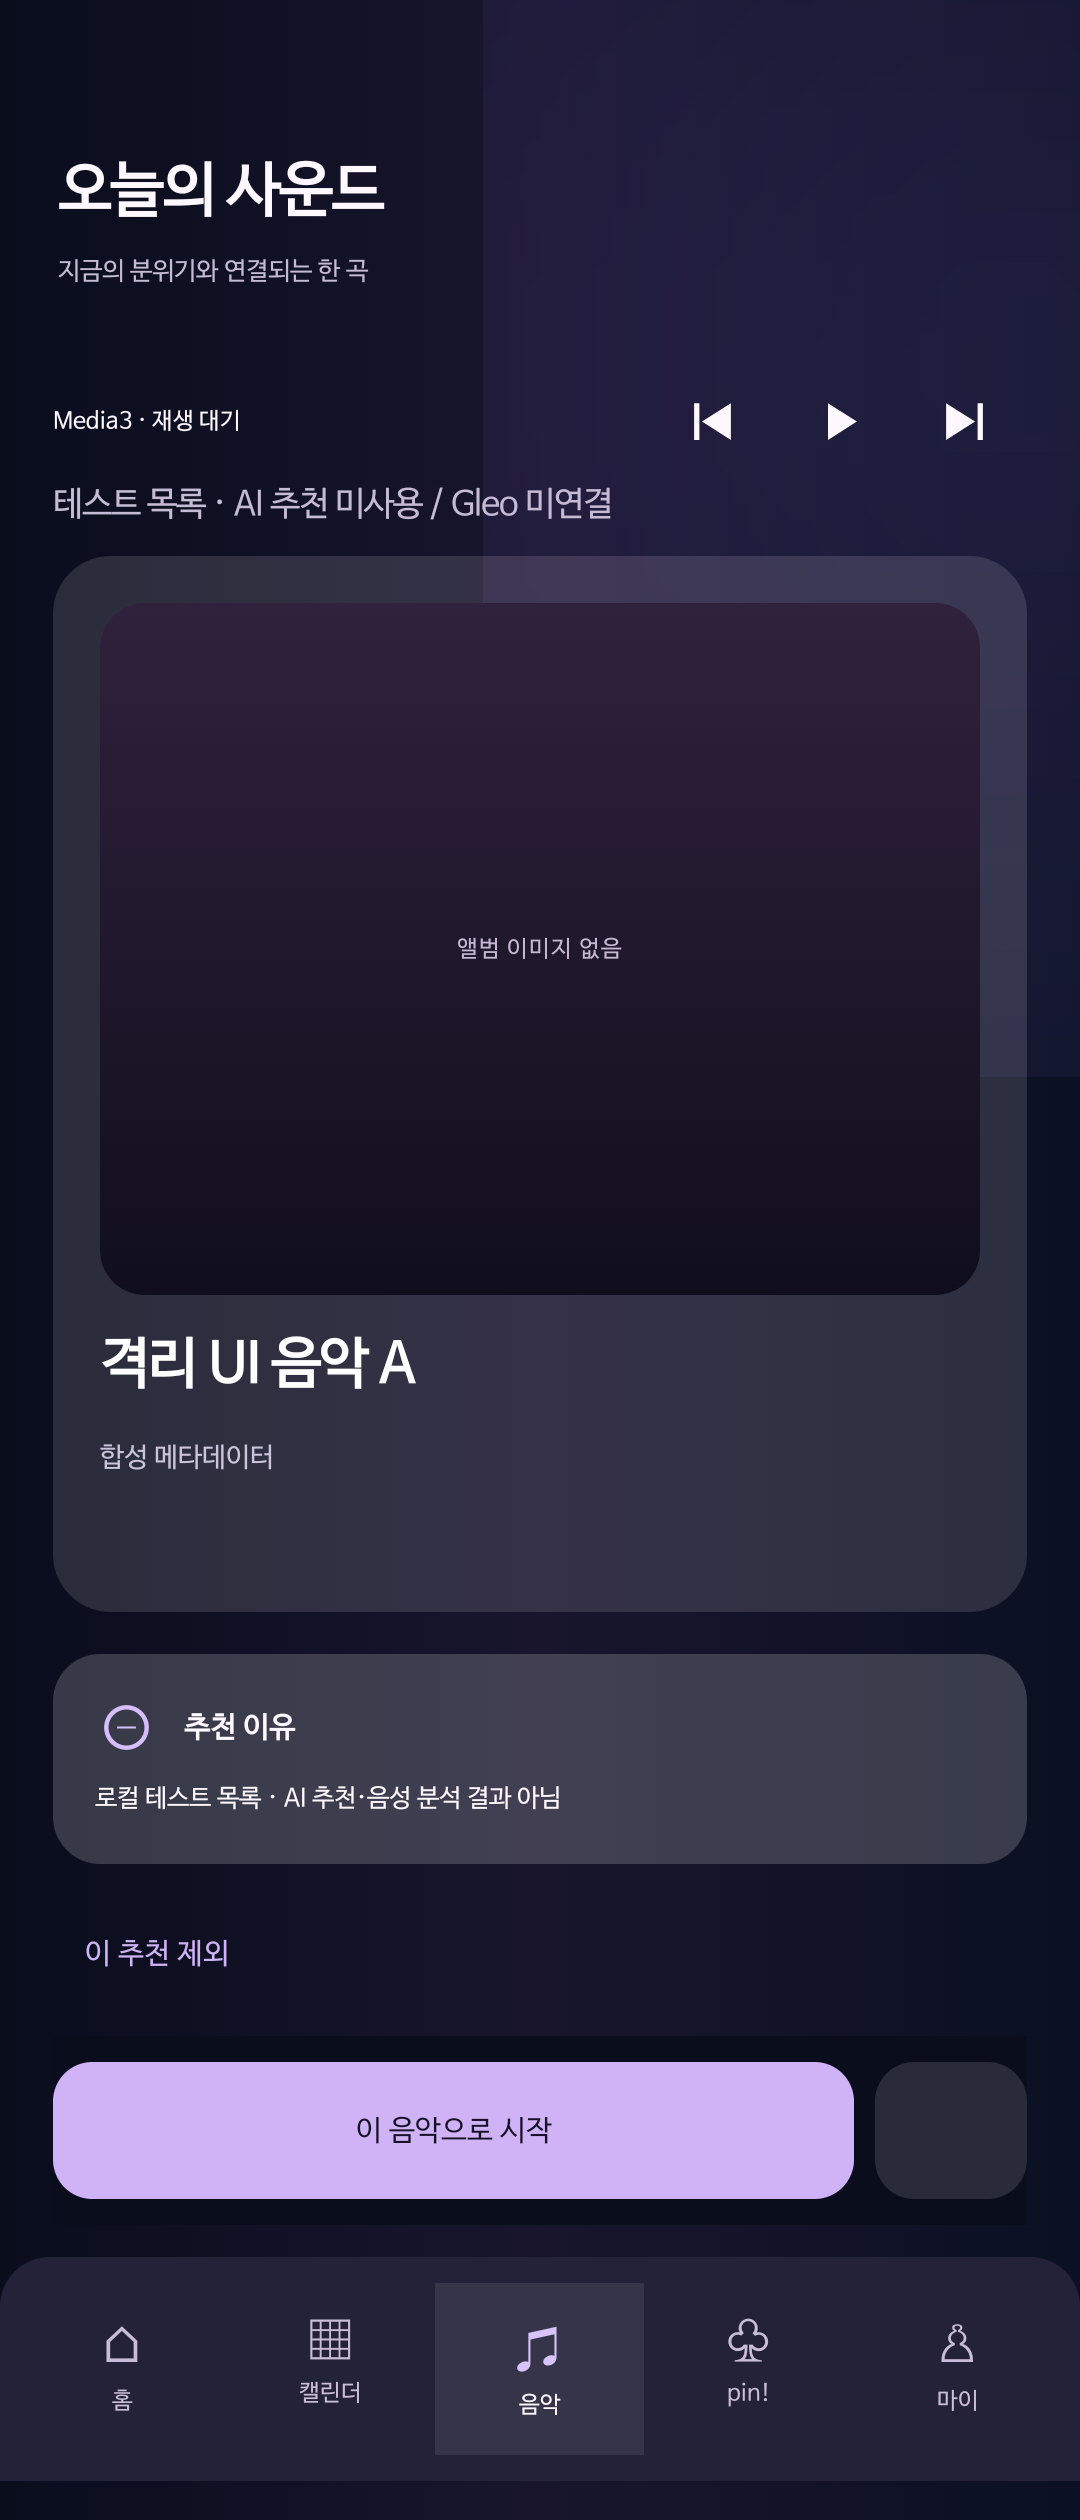 오늘의 사운드
지금의 분위기와 연결되는 한 곡
Media3 · 재생 대기
테스트 목록 · AI 추천 미사용 / Gleo 미연결
앨범 이미지 없음
격리 UI 음악 A
합성 메타데이터
추천 이유
로컬 테스트 목록 · AI 추천·음성 분석 결과 아님
이 추천 제외
이 음악으로 시작
홈
캘린더
음악
pin!
마이